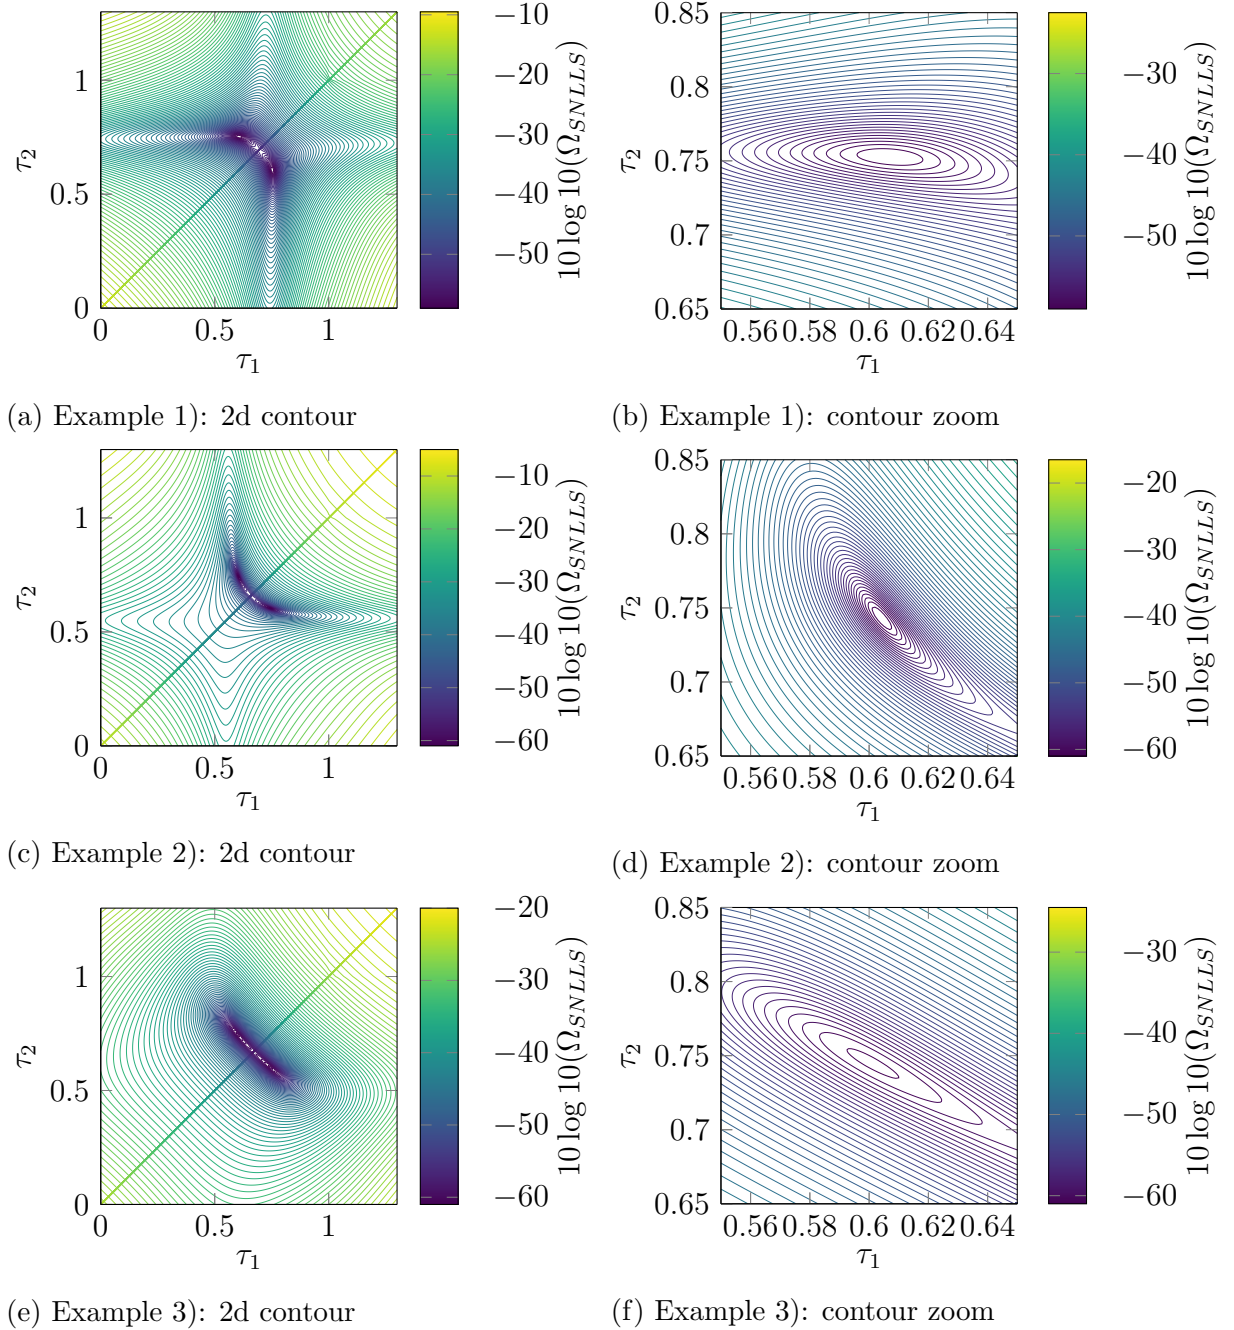 0
0.5
1
0
0.5
1
τ1
τ2
−50
−40
−30
−20
−10
10 log 10(ΩSNLLS)
(a) Example 1): 2d contour
0.56 0.58 0.6 0.62 0.64
0.65
0.7
0.75
0.8
0.85
τ1
τ2
−50
−40
−30
10 log 10(ΩSNLLS)
(b) Example 1): contour zoom
0
0.5
1
0
0.5
1
τ1
τ2
−60
−50
−40
−30
−20
−10
10 log 10(ΩSNLLS)
(c) Example 2): 2d contour
0.56 0.58 0.6 0.62 0.64
0.65
0.7
0.75
0.8
0.85
τ1
τ2
−60
−50
−40
−30
−20
10 log 10(ΩSNLLS)
(d) Example 2): contour zoom
0
0.5
1
0
0.5
1
τ1
τ2
−60
−50
−40
−30
−20
10 log 10(ΩSNLLS)
(e) Example 3): 2d contour
0.56 0.58 0.6 0.62 0.64
0.65
0.7
0.75
0.8
0.85
τ1
τ2
−60
−50
−40
−30
10 log 10(ΩSNLLS)
(f) Example 3): contour zoom